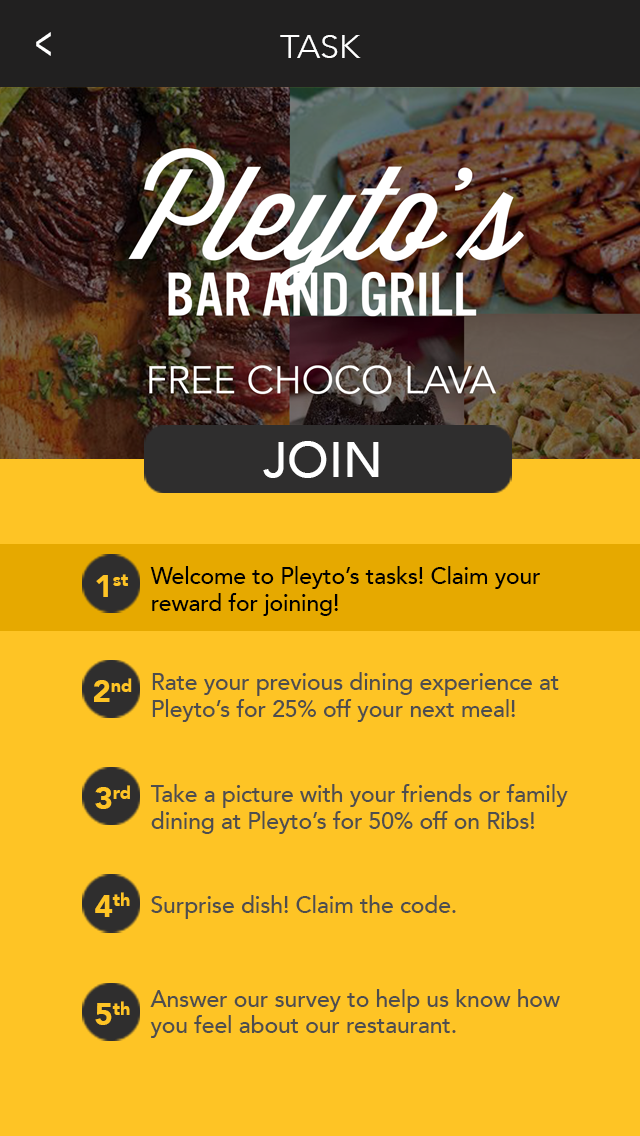 <
TASK
Pleyto's
BAR AND GRILL
FREE CHOCO LAVA
JOIN
1st Welcome to Pleyto's tasks! Claim your
reward for joining!
2nd Rate your previous dining experience at
Pleyto's for 25% off your next meal!
3rd Take a picture with your friends or family
dining at Pleyto's for 50% off on Ribs!
4th Surprise dish! Claim the code.
5th Answer our survey to help us know how
you feel about our restaurant.